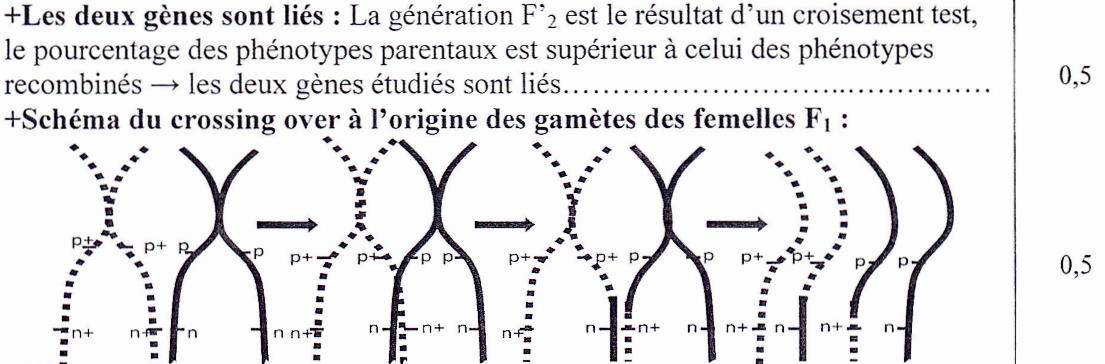 +Les deux gènes sont liés : La génération F’₂ est le résultat d’un croisement test,
le pourcentage des phénotypes parentaux est supérieur à celui des phénotypes
recombinés → les deux gènes étudiés sont liés.......................................... 0,5
+Schéma du crossing over à l’origine des gamètes des femelles F₁ :
p+ p+ p p p+ p+ p p p+ p+ p p p+ p+ p p 0,5
n+ n+ n n n+ n n+ n n+ n n+ n n+ n n+ n